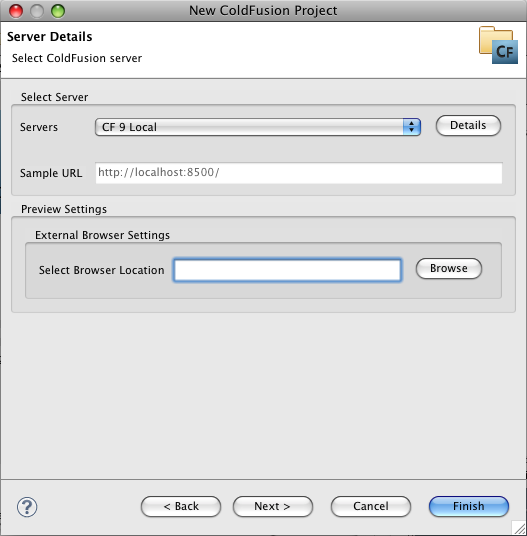 New ColdFusion Project
Server Details
Select ColdFusion server
CF
Select Server
Servers
CF 9 Local
Details
Sample URL
http://localhost:8500/
Preview Settings
External Browser Settings
Select Browser Location
Browse
?
< Back
Next >
Cancel
Finish